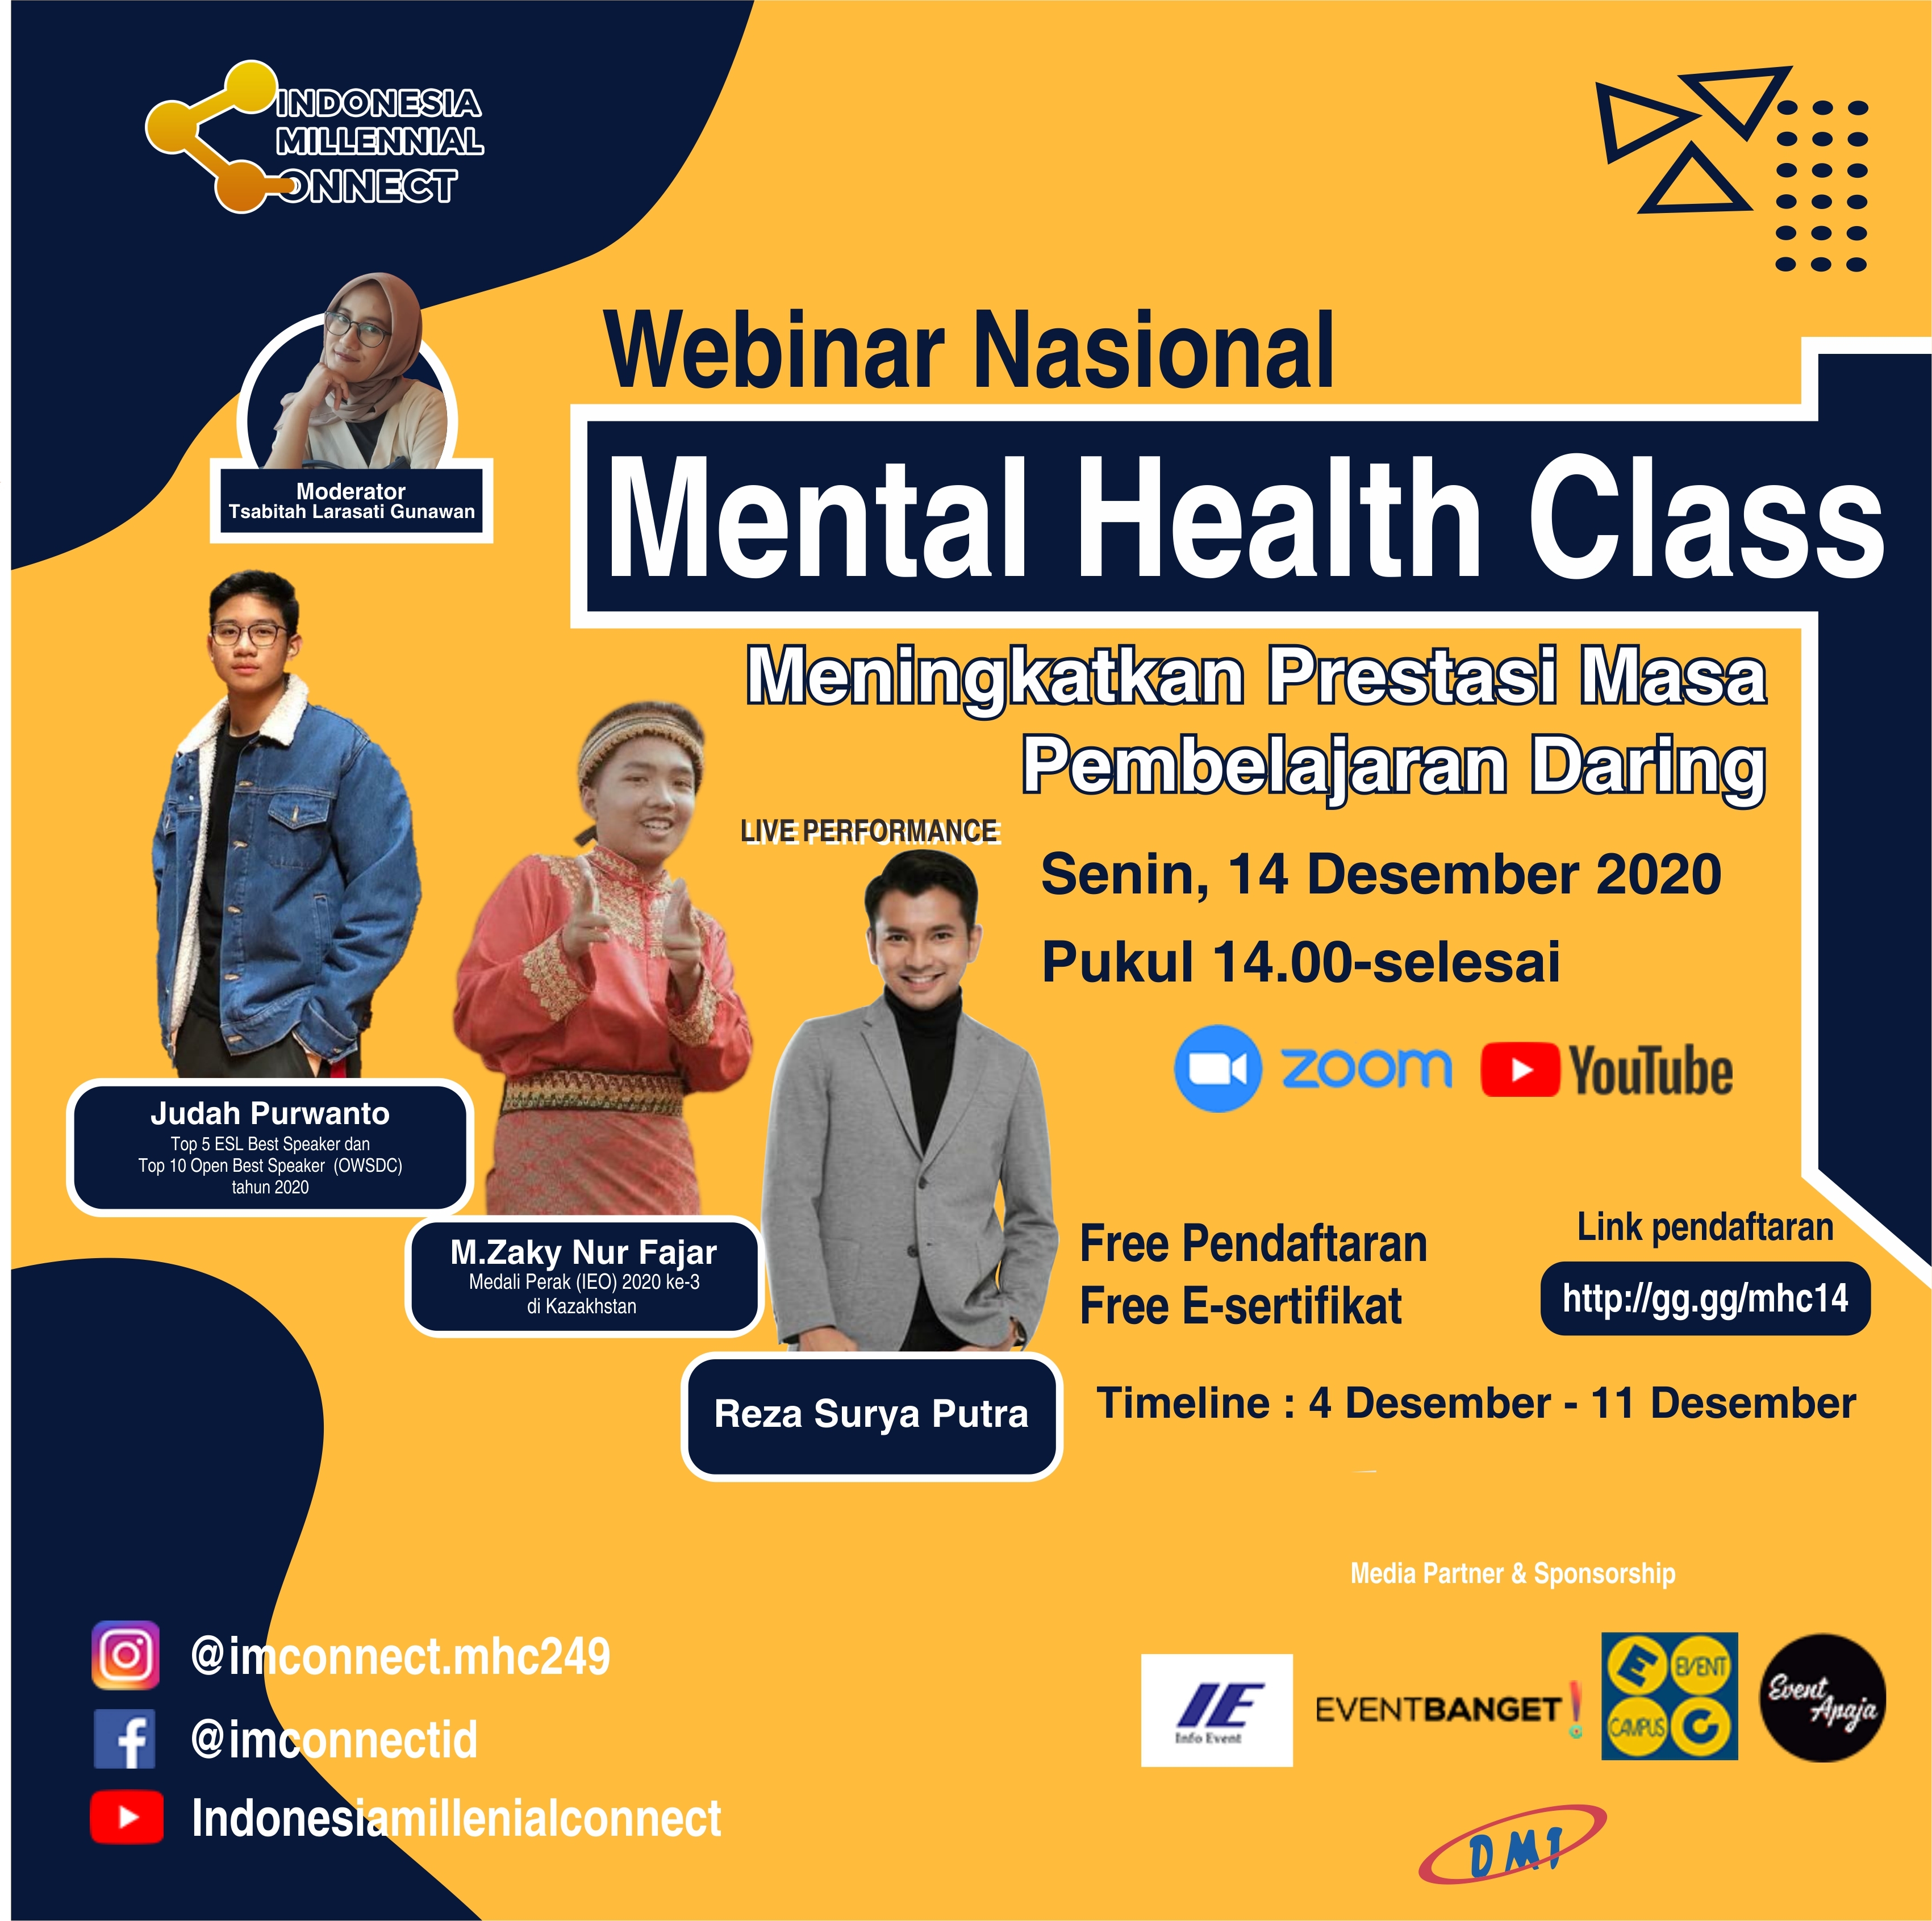 INDONESIA
MILLENNIAL
ONNECT
Webinar Nasional
Mental Health Class
Meningkatkan Prestasi Masa
Pembelajaran Daring
Moderator
Tsabitah Larasati Gunawan
LIVE PERFORMANCE
Senin, 14 Desember 2020
Pukul 14.00-selesai
zoom
YouTube
Judah Purwanto
Top 5 ESL Best Speaker dan
Top 10 Open Best Speaker (OWSDC)
tahun 2020
M.Zaky Nur Fajar
Medali Perak (IEO) 2020 ke-3
di Kazakhstan
Reza Surya Putra
Free Pendaftaran
Free E-sertifikat
Link pendaftaran
http://gg.gg/mhc14
Timeline : 4 Desember - 11 Desember
Media Partner & Sponsorship
IE
Info Event
EVENTBANGET!
E EVENT
CAMPUS C
Event
Apaja
DMI
@imconnect.mhc249
@imconnectid
Indonesiamillenialconnect